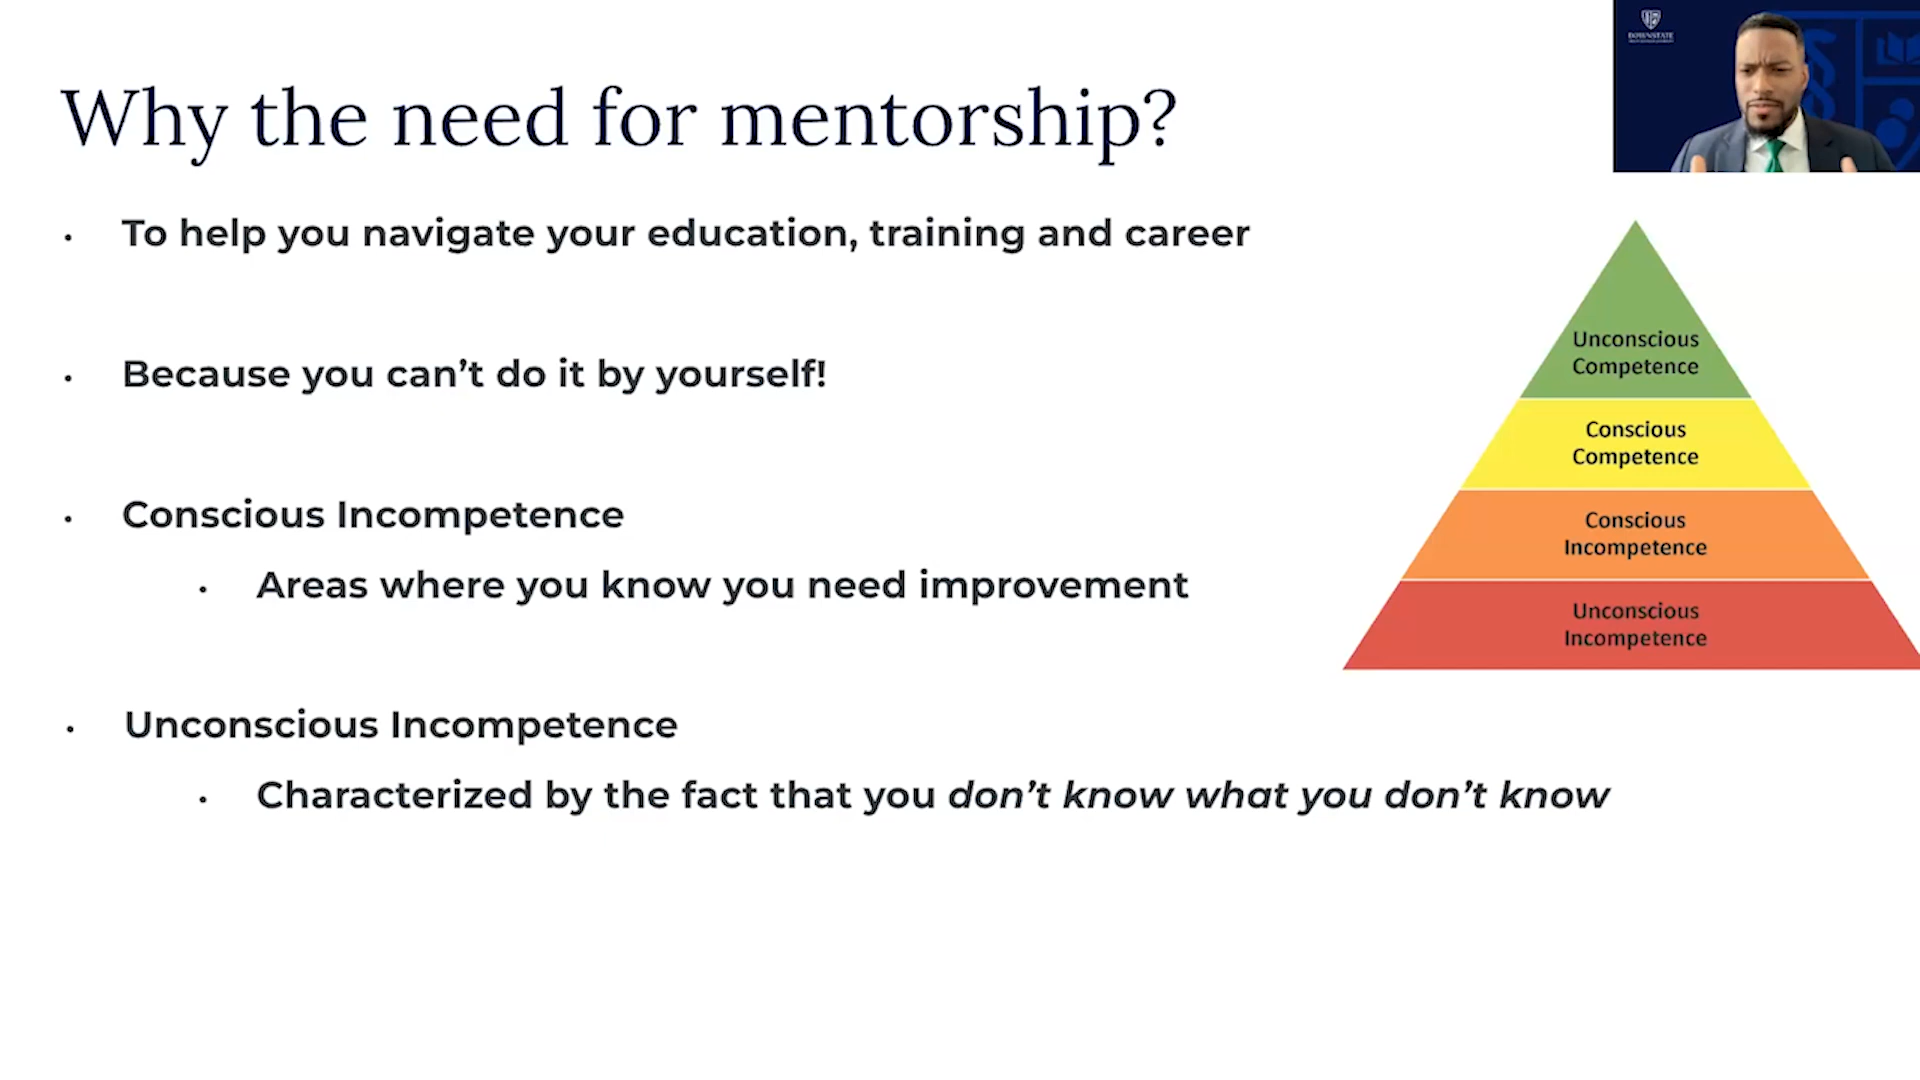 DOWNSTATE
Why the need for mentorship?
• To help you navigate your education, training and career
• Because you can’t do it by yourself!
• Conscious Incompetence
• Areas where you know you need improvement
• Unconscious Incompetence
• Characterized by the fact that you don’t know what you don’t know
Unconscious
Competence
Conscious
Competence
Conscious
Incompetence
Unconscious
Incompetence